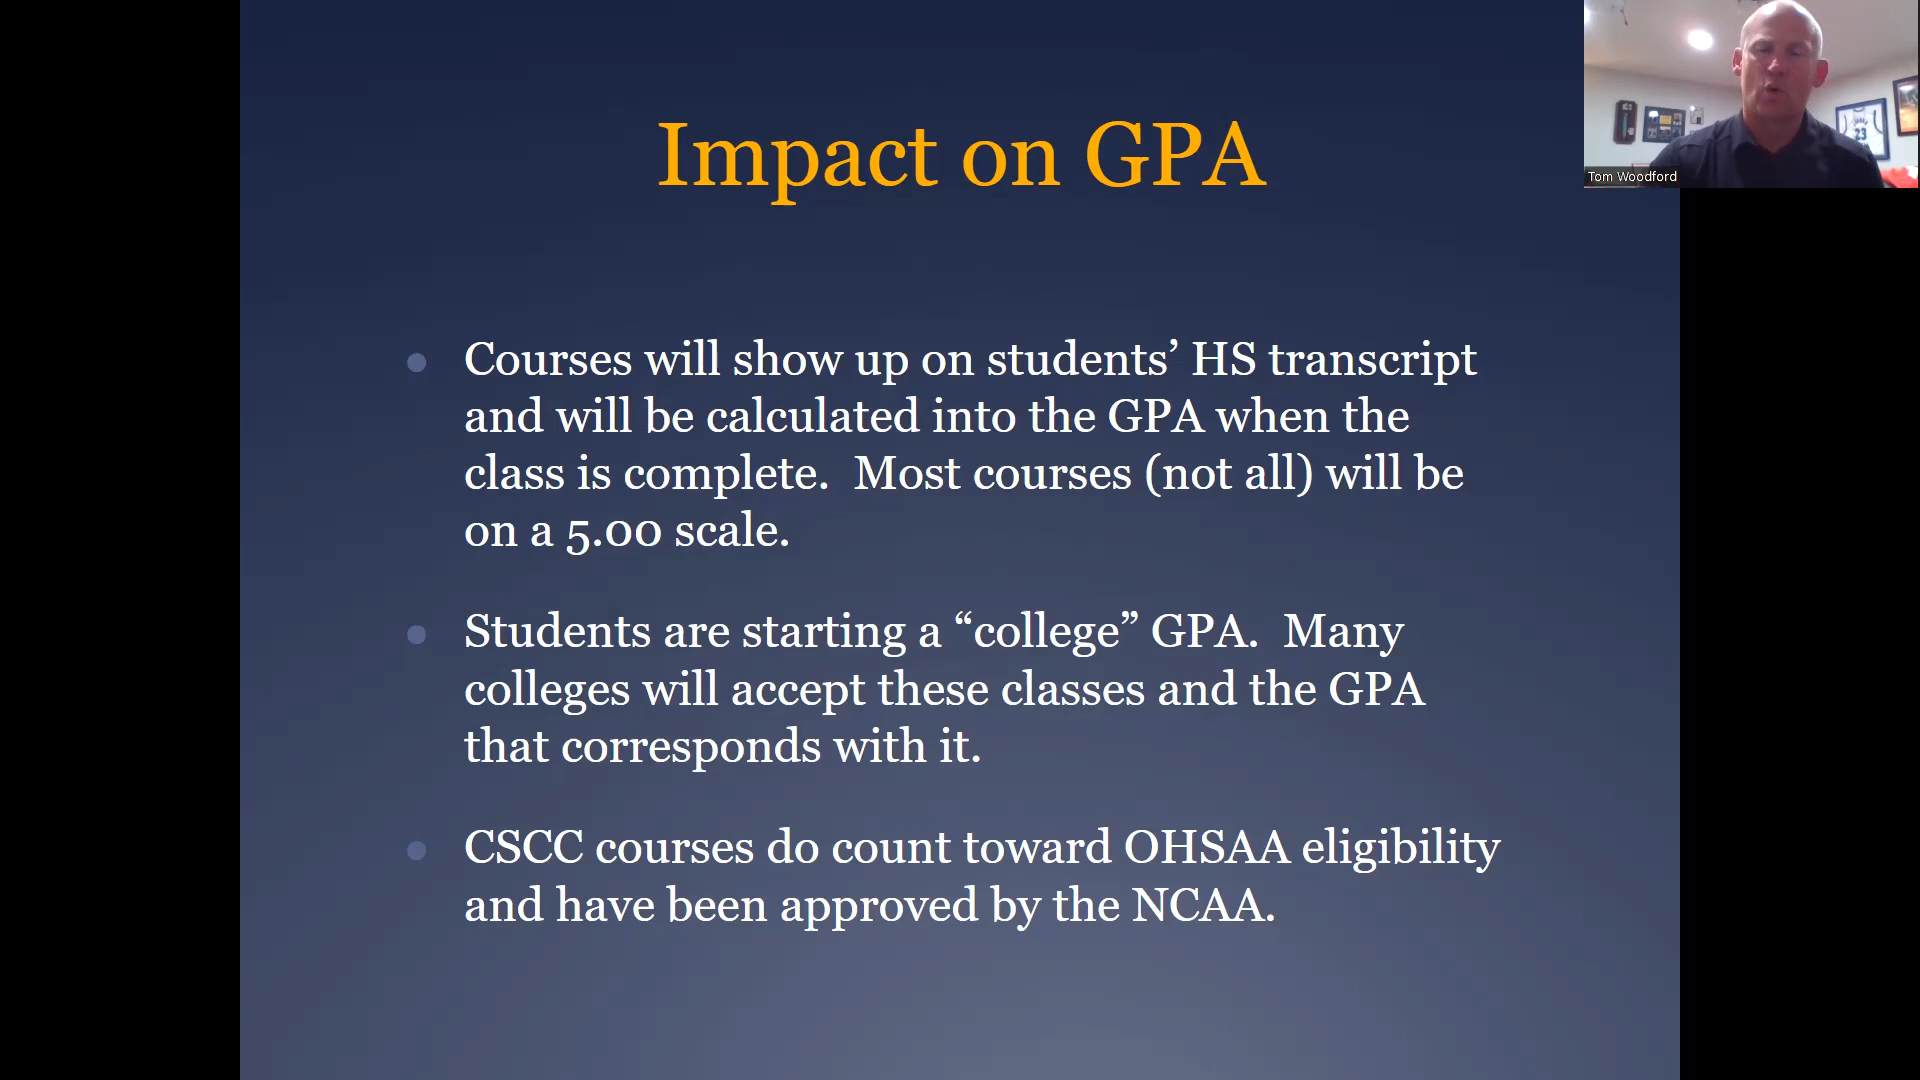 Impact on GPA
Tom Woodford
Courses will show up on students’ HS transcript
and will be calculated into the GPA when the
class is complete.  Most courses (not all) will be
on a 5.00 scale.
Students are starting a “college” GPA.  Many
colleges will accept these classes and the GPA
that corresponds with it.
CSCC courses do count toward OHSAA eligibility
and have been approved by the NCAA.
23